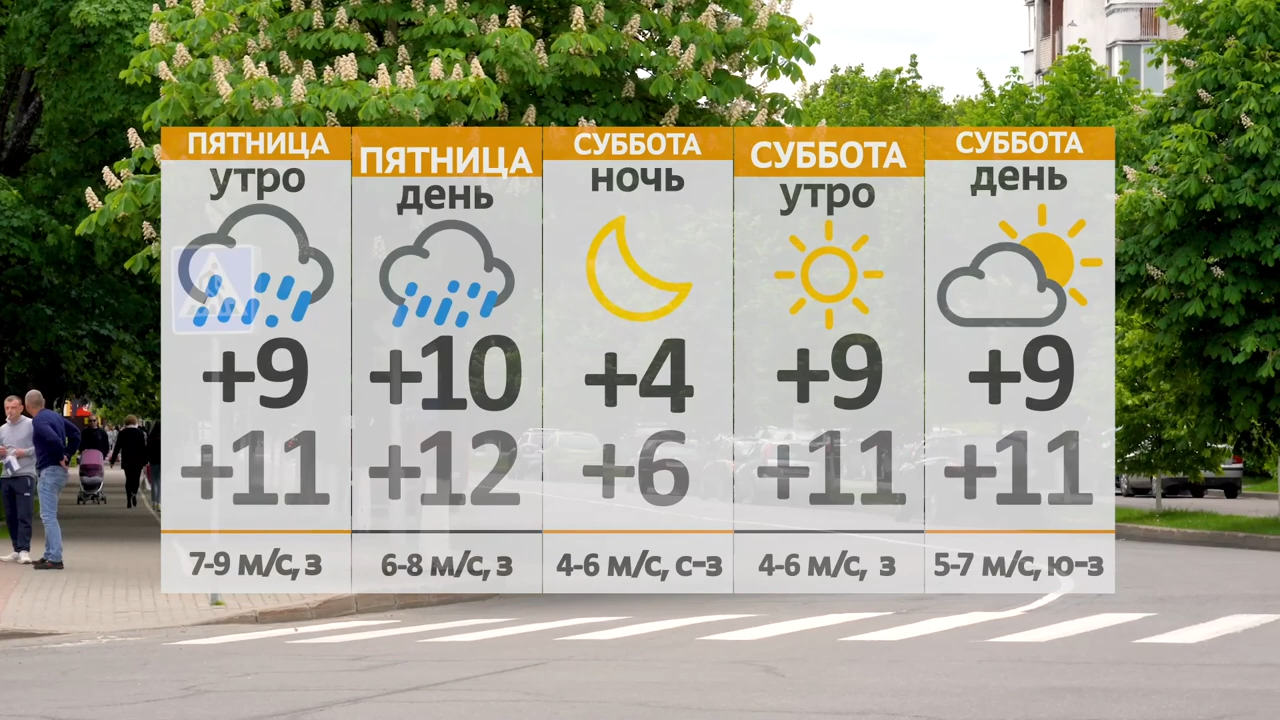 ПЯТНИЦА
утро
+9
+11
7-9 м/с, з
ПЯТНИЦА
день
+10
+12
6-8 м/с, з
СУББОТА
ночь
+4
+6
4-6 м/с, с-з
СУББОТА
утро
+9
+11
4-6 м/с, з
СУББОТА
день
+9
+11
5-7 м/с, ю-з